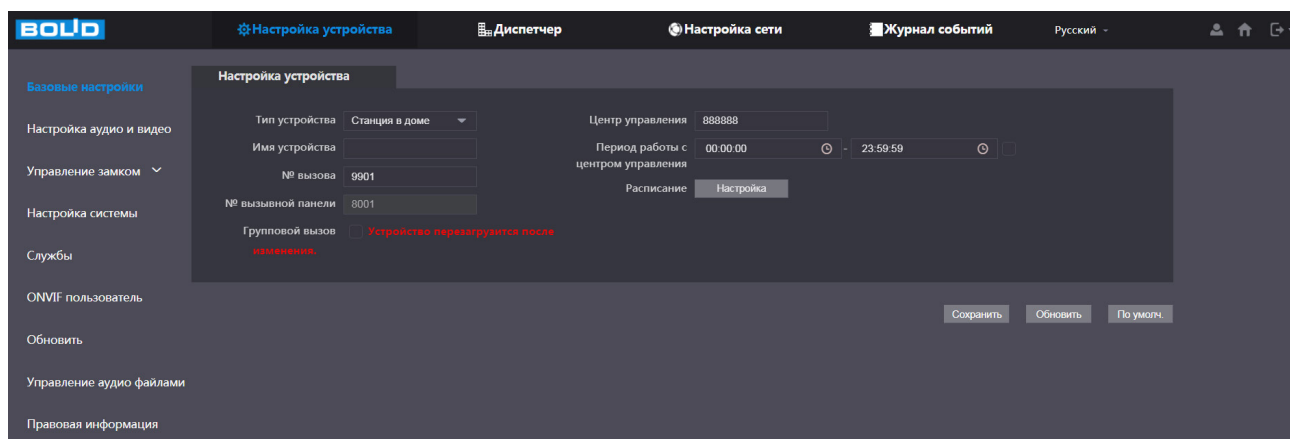 BOLID Настройка устройства Диспетчер Настройка сети Журнал событий Русский
Базовые настройки
Настройка аудио и видео
Управление замком
Настройка системы
Службы
ONVIF пользователь
Обновить
Управление аудио файлами
Правовая информация
Настройка устройства
Тип устройства Станция в доме
Имя устройства
№ вызова 9901
№ вызывной панели 8001
Групповой вызов Устройство перезагрузится после
изменения.
Центр управления 888888
Период работы с 00:00:00 - 23:59:59
центром управления
Расписание Настройка
Сохранить Обновить По умолч.